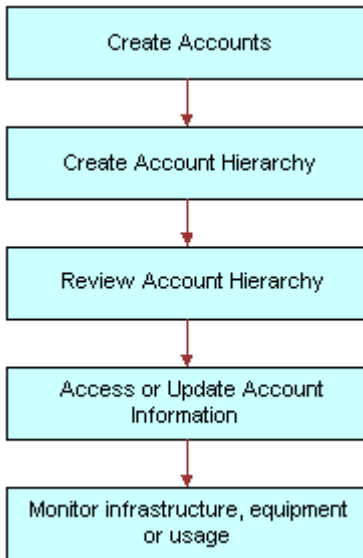 Create Accounts
Create Account Hierarchy
Review Account Hierarchy
Access or Update Account
Information
Monitor infrastructure, equipment
or usage